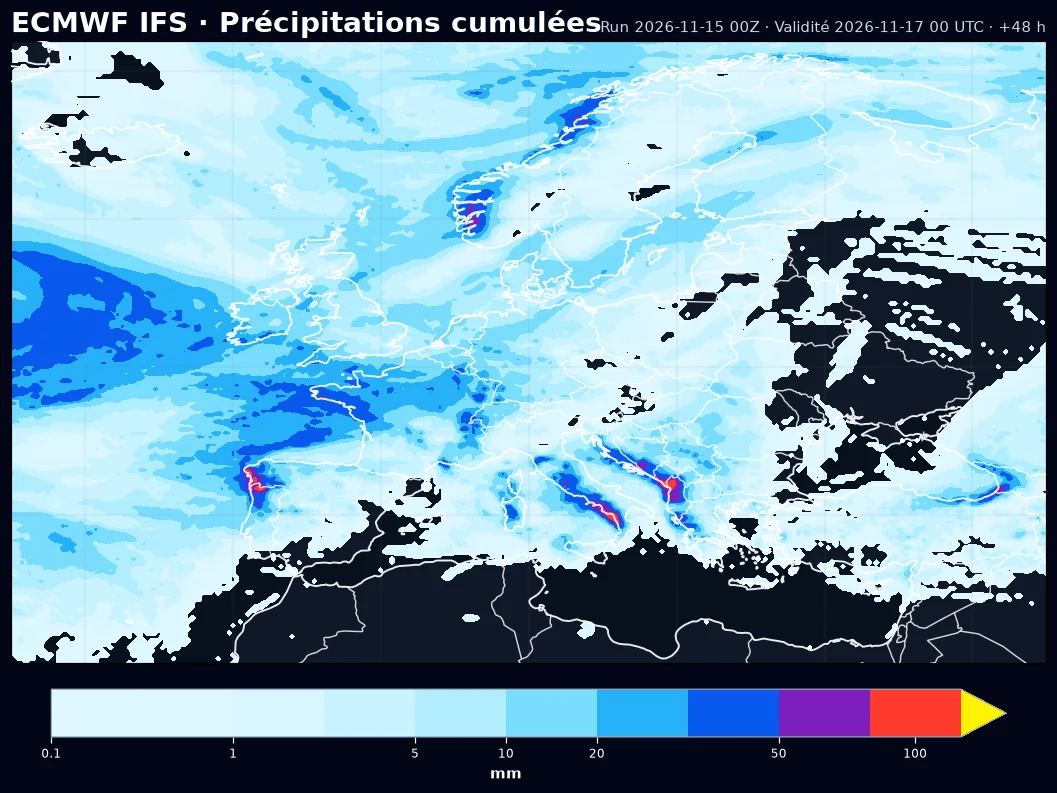 ECMWF IFS · Précipitations cumulées
Run 2026-11-15 00Z · Validité 2026-11-17 00 UTC · +48 h
0.1 1 5 10 20 50 100
mm